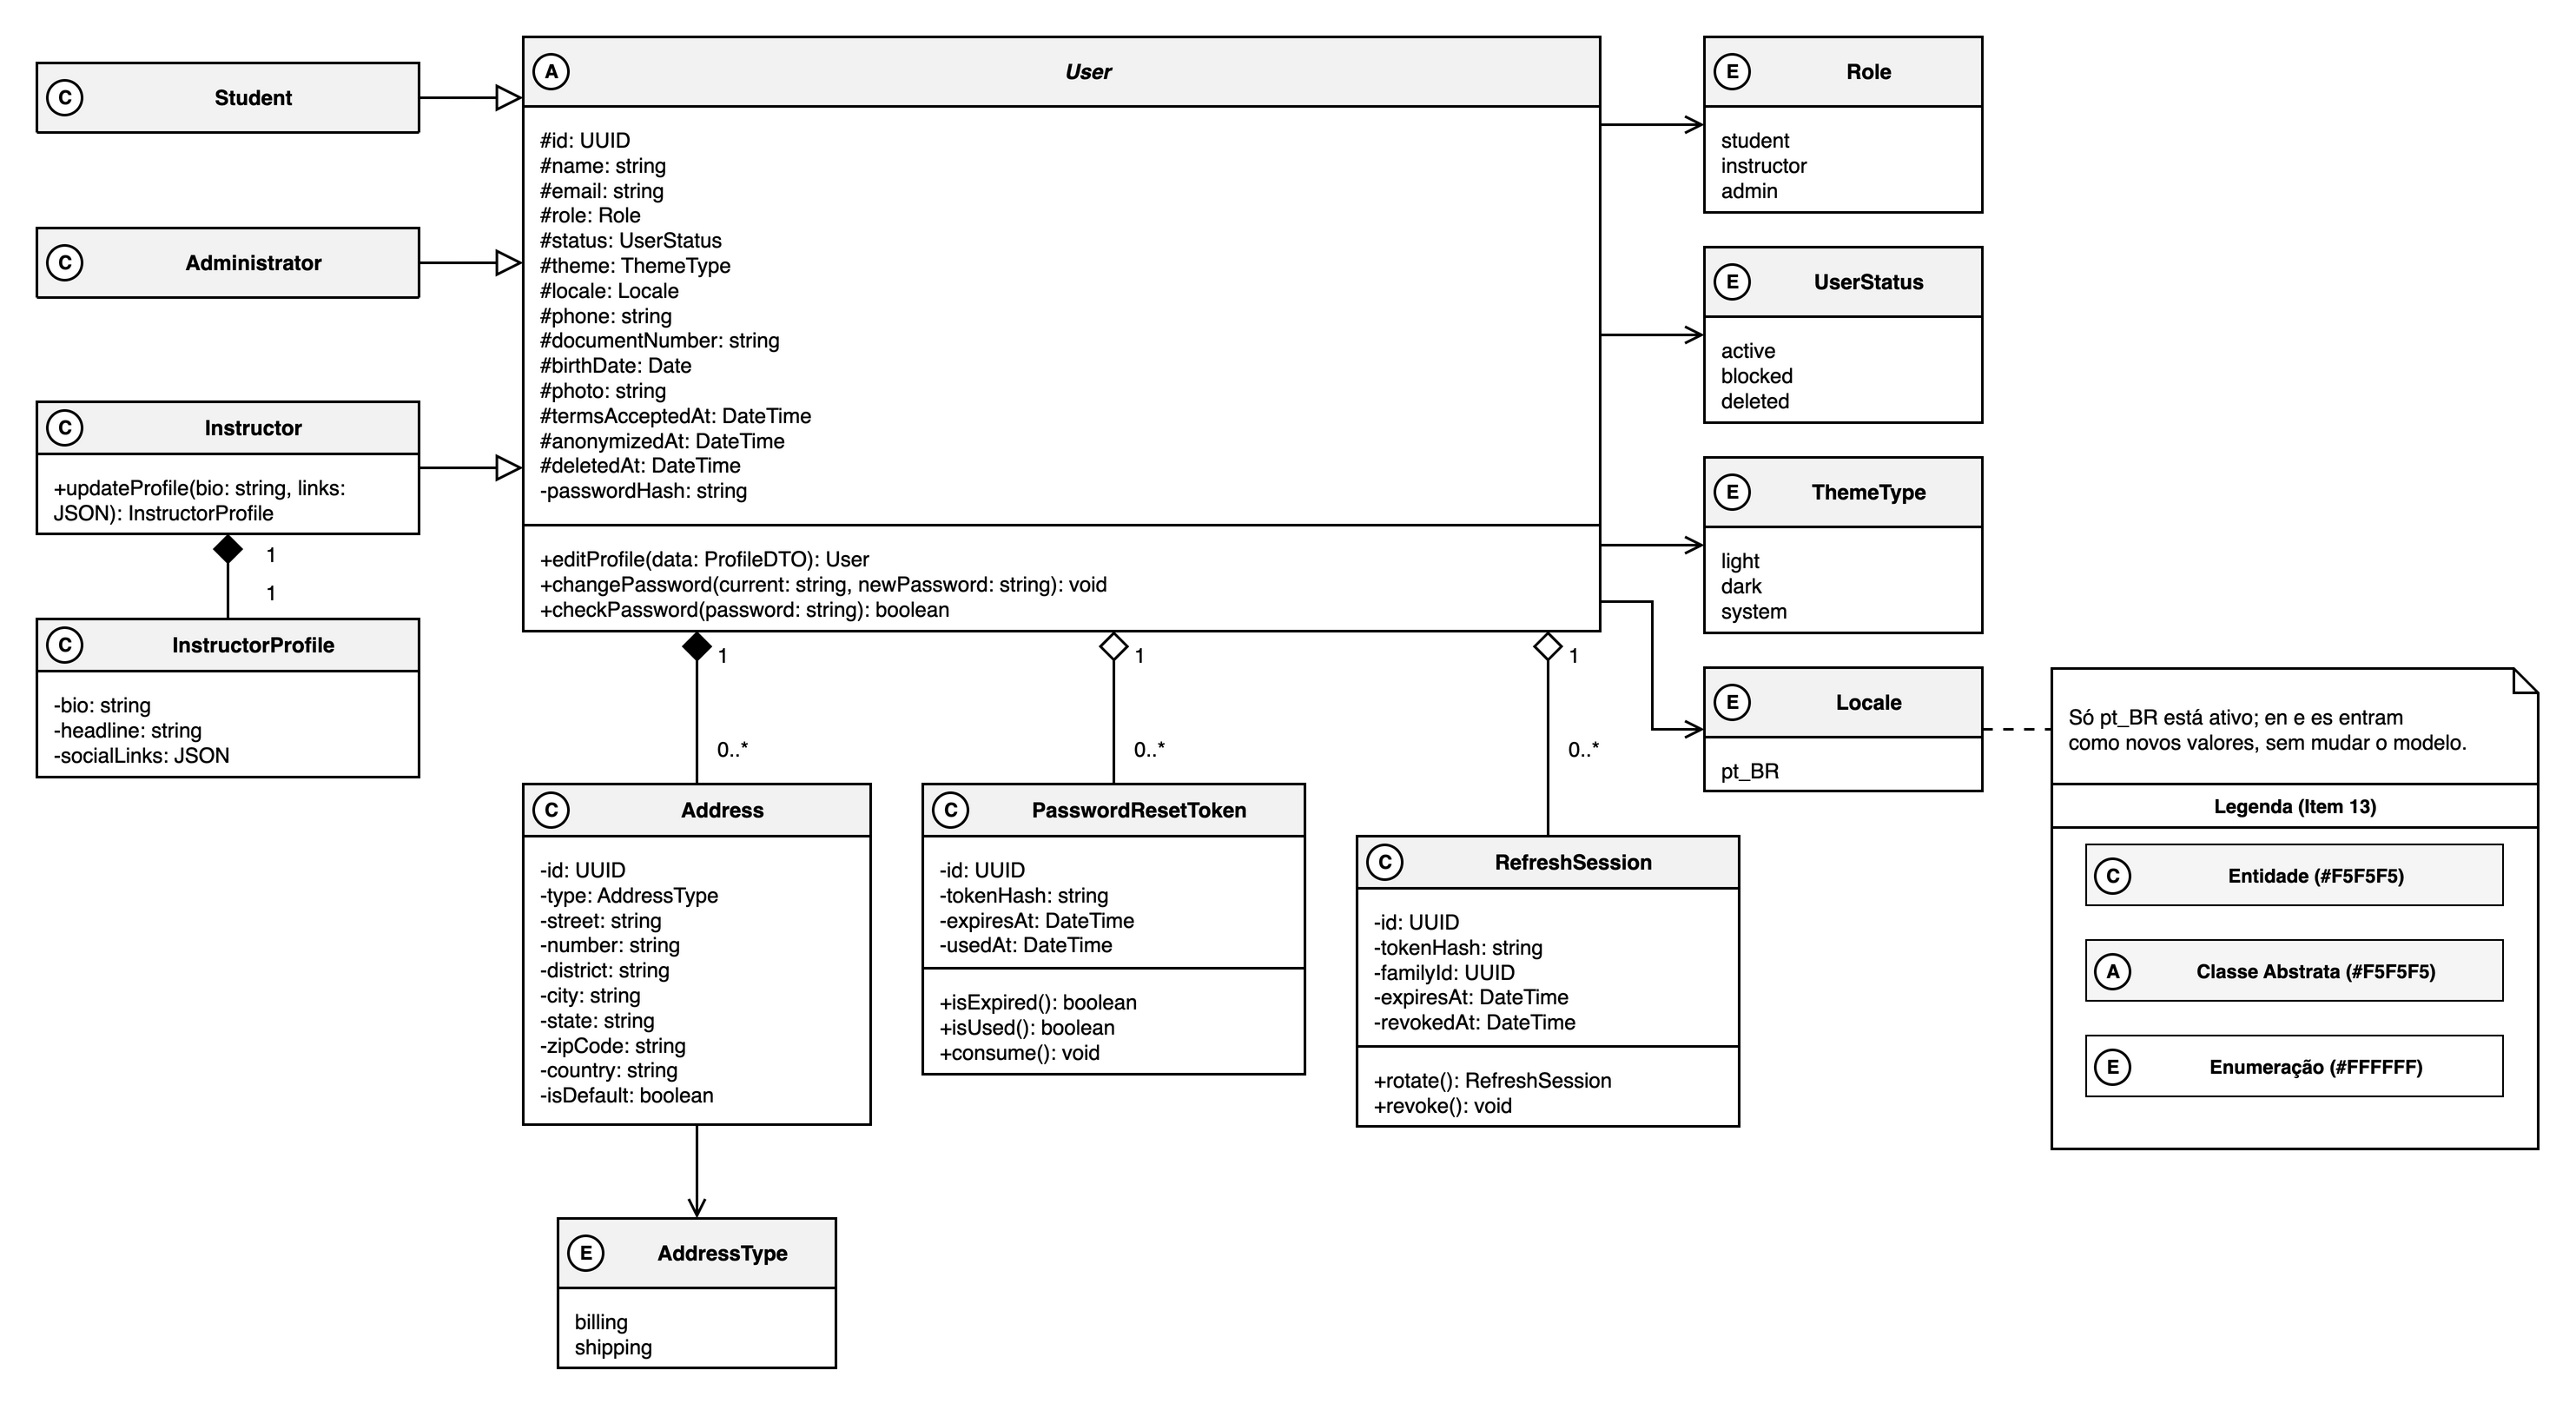 C
Student
C
Administrator
C
Instructor
+updateProfile(bio: string, links:
JSON): InstructorProfile
1
1
C
InstructorProfile
-bio: string
-headline: string
-socialLinks: JSON
A
User
#id: UUID
#name: string
#email: string
#role: Role
#status: UserStatus
#theme: ThemeType
#locale: Locale
#phone: string
#documentNumber: string
#birthDate: Date
#photo: string
#termsAcceptedAt: DateTime
#anonymizedAt: DateTime
#deletedAt: DateTime
-passwordHash: string
+editProfile(data: ProfileDTO): User
+changePassword(current: string, newPassword: string): void
+checkPassword(password: string): boolean
1
0..*
1
0..*
1
0..*
E
Role
student
instructor
admin
E
UserStatus
active
blocked
deleted
E
ThemeType
light
dark
system
E
Locale
pt_BR
Só pt_BR está ativo; en e es entram
como novos valores, sem mudar o modelo.
Legenda (Item 13)
C
Entidade (#F5F5F5)
A
Classe Abstrata (#F5F5F5)
E
Enumeração (#FFFFFF)
C
Address
-id: UUID
-type: AddressType
-street: string
-number: string
-district: string
-city: string
-state: string
-zipCode: string
-country: string
-isDefault: boolean
C
PasswordResetToken
-id: UUID
-tokenHash: string
-expiresAt: DateTime
-usedAt: DateTime
+isExpired(): boolean
+isUsed(): boolean
+consume(): void
C
RefreshSession
-id: UUID
-tokenHash: string
-familyId: UUID
-expiresAt: DateTime
-revokedAt: DateTime
+rotate(): RefreshSession
+revoke(): void
E
AddressType
billing
shipping